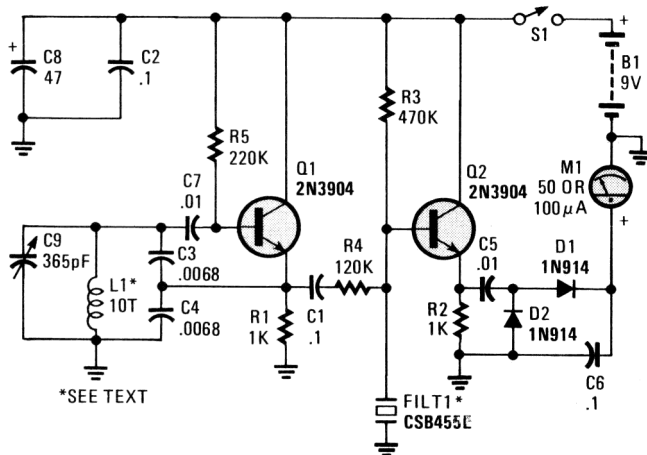 +
C8
47
C2
.1
S1
+
B1
9V
R3
470K
R5
220K
Q1
2N3904
Q2
2N3904
M1
50 OR
100µA
+
C7
.01
C9
365pF
L1*
10T
C3
.0068
C4
.0068
R4
120K
R1
1K
C1
.1
C5
.01
D1
1N914
R2
1K
D2
1N914
C6
.1
*SEE TEXT
FILT1*
CSB455E